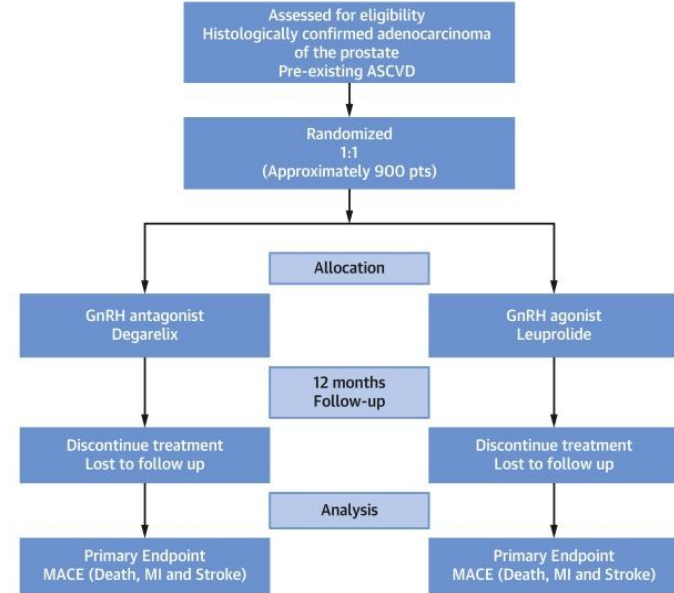 Assessed for eligibility
Histologically confirmed adenocarcinoma
of the prostate
Pre-existing ASCVD
Randomized
1:1
(Approximately 900 pts)
Allocation
GnRH antagonist
Degarelix
GnRH agonist
Leuprolide
12 months
Follow-up
Discontinue treatment
Lost to follow up
Discontinue treatment
Lost to follow up
Analysis
Primary Endpoint
MACE (Death, MI and Stroke)
Primary Endpoint
MACE (Death, MI and Stroke)